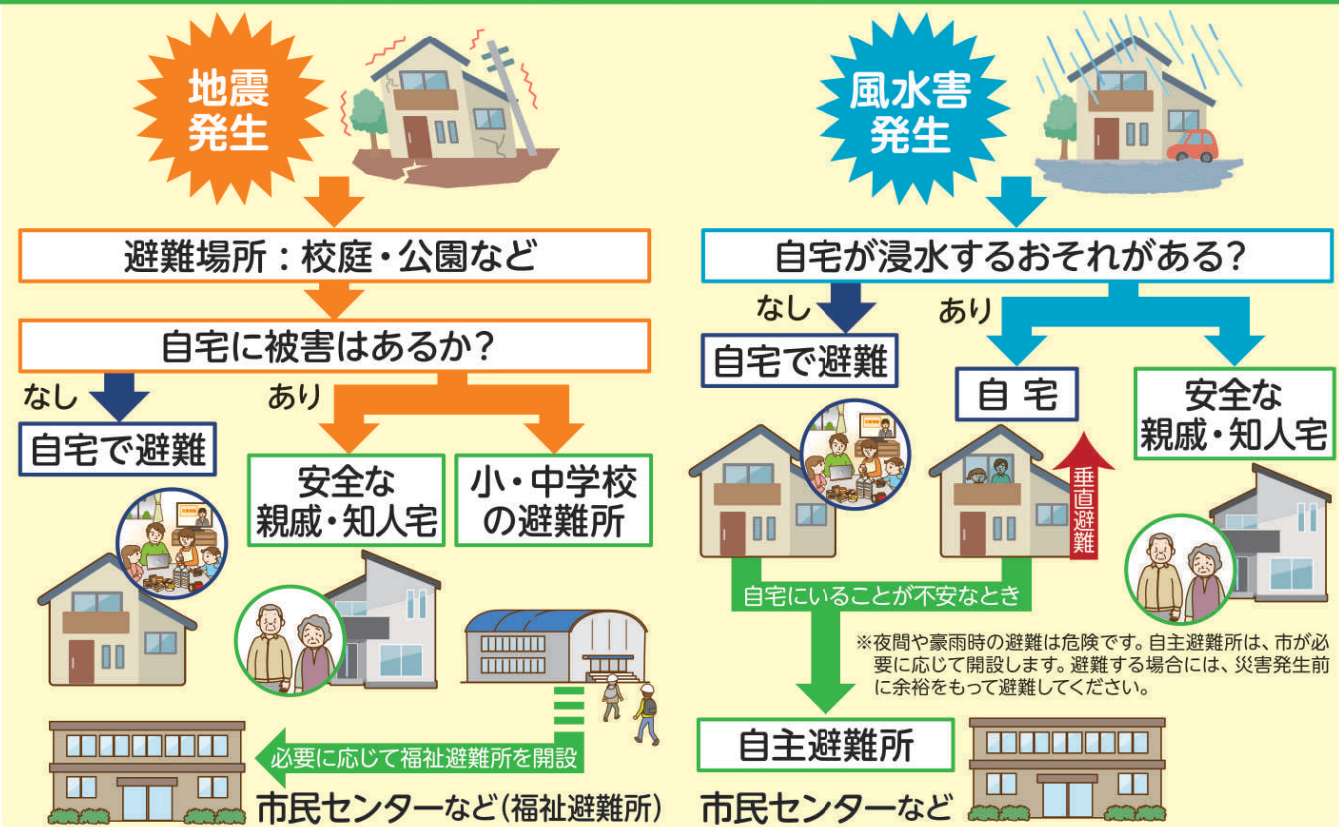 地震
発生
避難場所：校庭・公園など
自宅に被害はあるか？
なし
あり
自宅で避難
安全な
親戚・知人宅
小・中学校
の避難所
必要に応じて福祉避難所を開設
市民センターなど（福祉避難所）
風水害
発生
自宅が浸水するおそれがある？
なし
あり
自宅で避難
自宅
安全な
親戚・知人宅
垂直避難
自宅にいることが不安なとき
※夜間や豪雨時の避難は危険です。自主避難所は、市が必
要に応じて開設します。避難する場合には、災害発生前
に余裕をもって避難してください。
自主避難所
市民センターなど